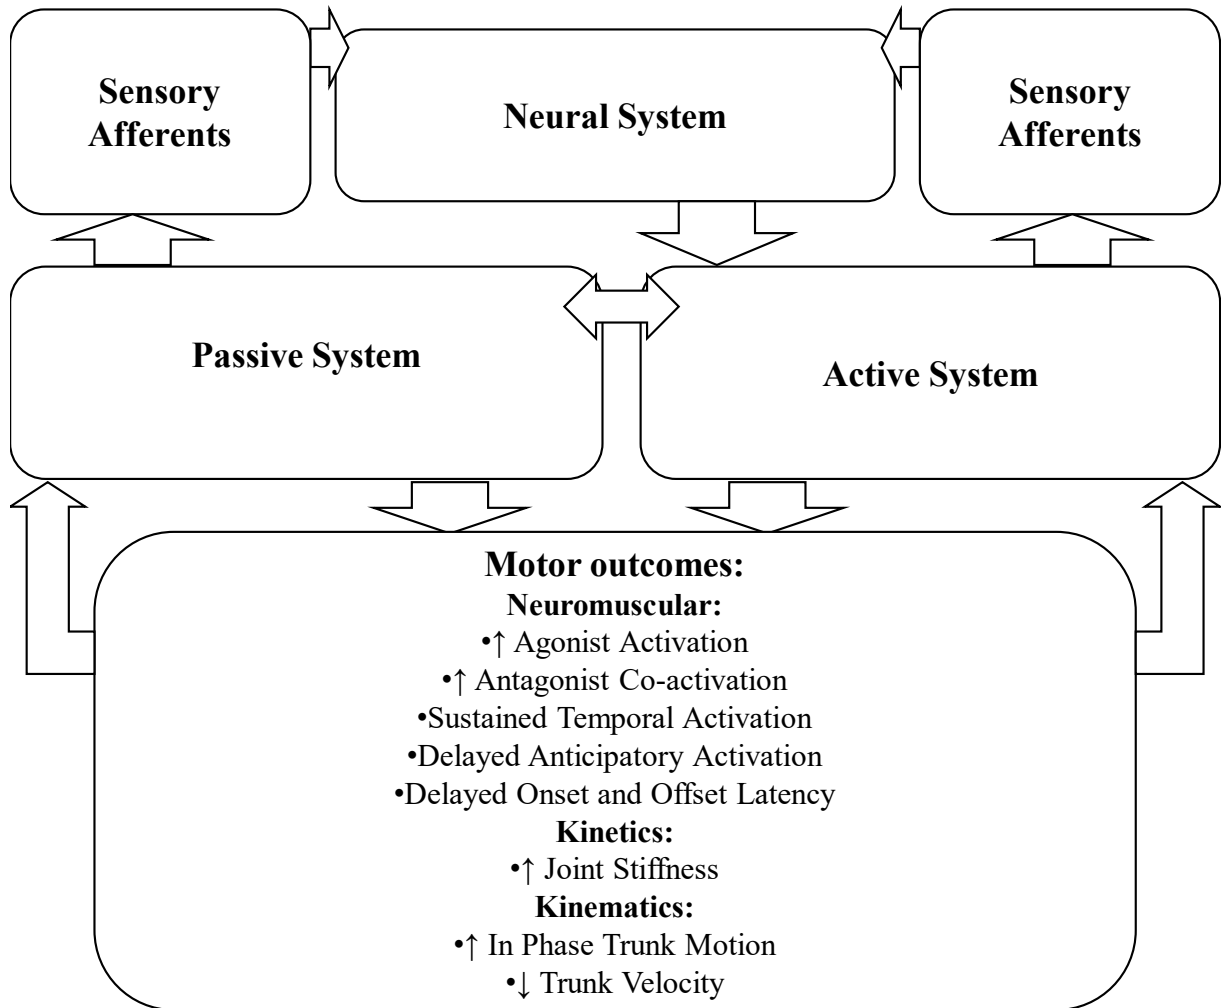 Sensory
Afferents
Neural System
Sensory
Afferents
Passive System
Active System
Motor outcomes:
Neuromuscular:
•↑ Agonist Activation
•↑ Antagonist Co-activation
•Sustained Temporal Activation
•Delayed Anticipatory Activation
•Delayed Onset and Offset Latency
Kinetics:
•↑ Joint Stiffness
Kinematics:
•↑ In Phase Trunk Motion
•↓ Trunk Velocity